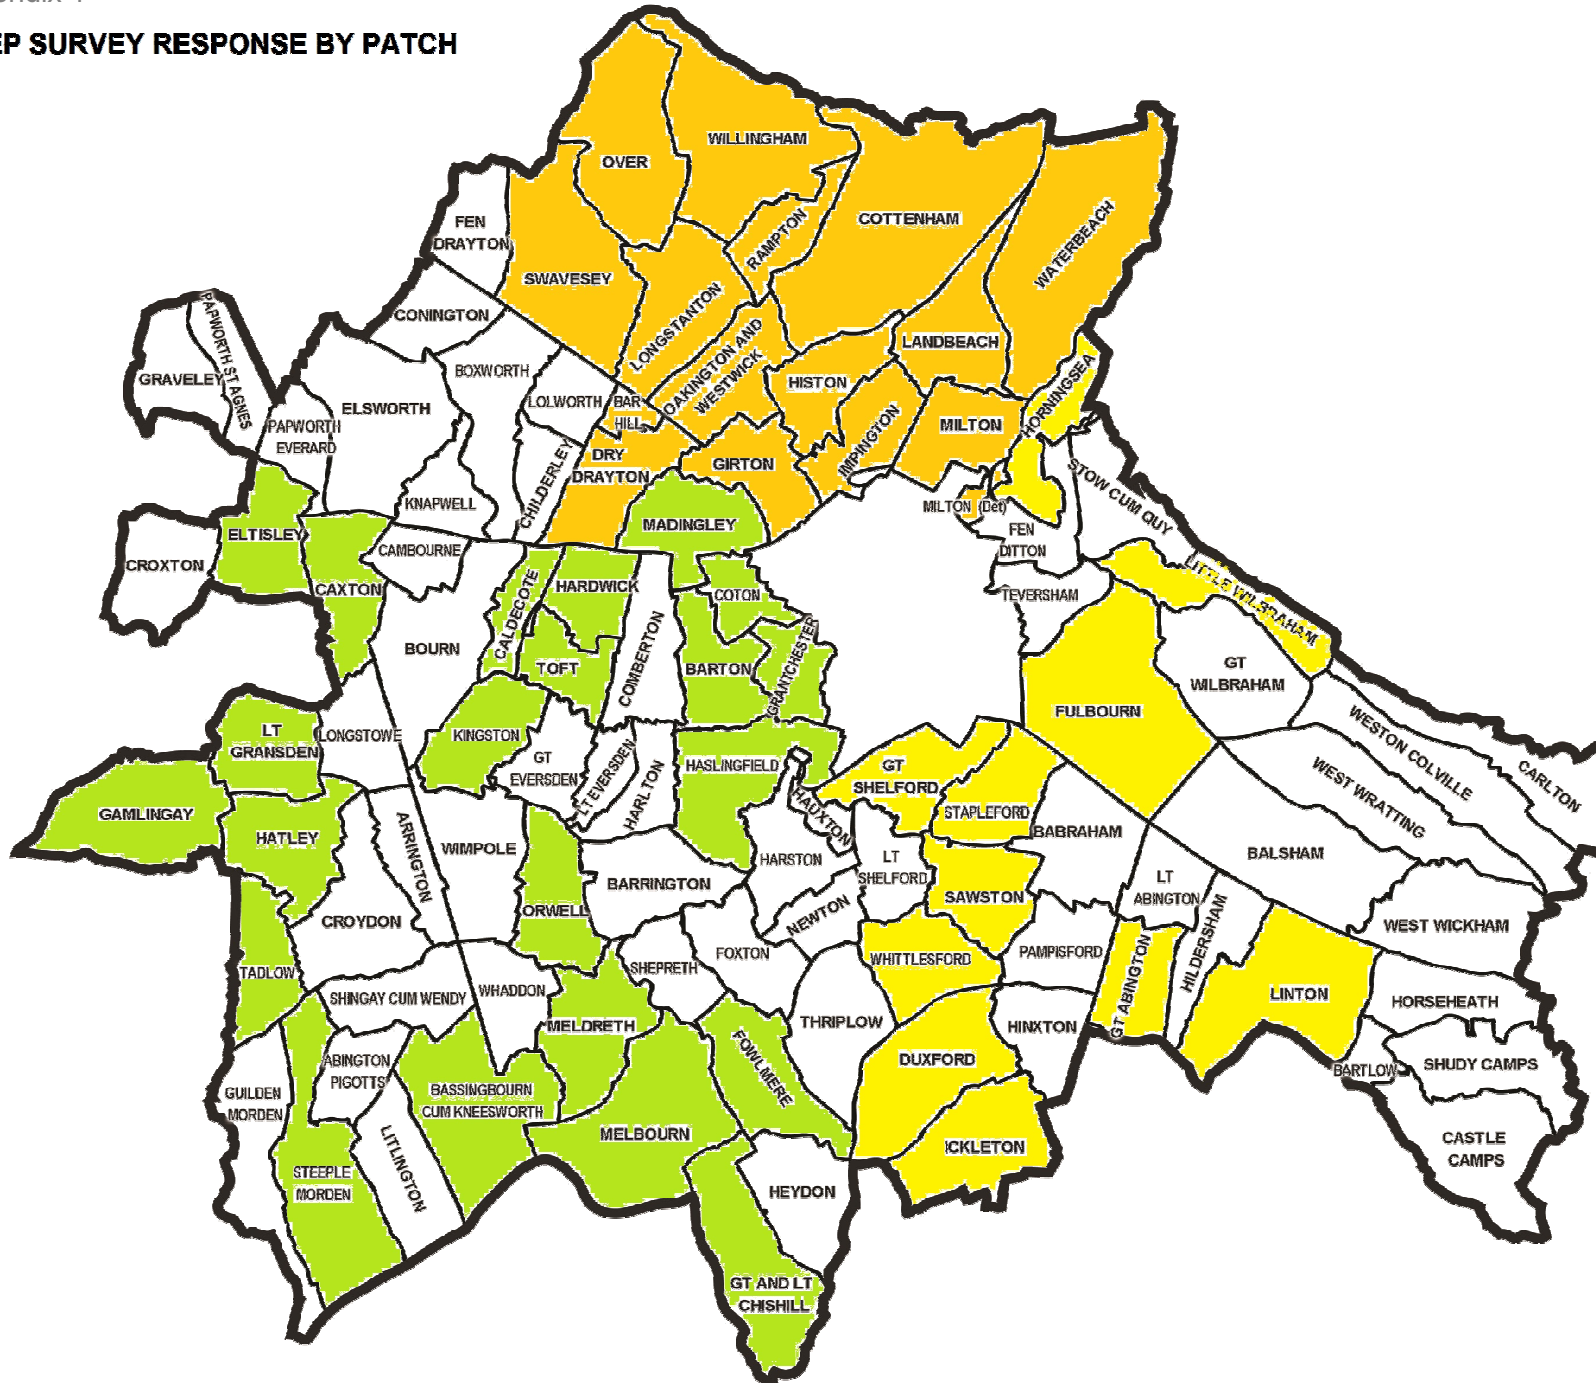 EP SURVEY RESPONSE BY PATCH
WILLINGHAM
OVER
FEN
DRAYTON
COTTENHAM
RAMPTON
WATERBEACH
SWAVESEY
LONGSTANTON
CONINGTON
PAPWORTH ST AGNES
GRAVELEY
OAKINGTON AND
WESTWICK
LANDBEACH
HORNINGSEA
BOXWORTH
HISTON
LOLWORTH
BAR
HILL
ELSWORTH
PAPWORTH
EVERARD
IMPINGTON
MILTON
DRY
DRAYTON
GIRTON
CHILDERLEY
KNAPWELL
STOW CUM QUY
MILTON (Det)
FEN
DITTON
MADINGLEY
ELTISLEY
CROXTON
CAXTON
CAMBOURNE
CALDECOTE
HARDWICK
COTON
TEVERSHAM
LITTLE WILBRAHAM
BOURN
TOFT
COMBERTON
BARTON
GRANTCHESTER
GT
WILBRAHAM
FULBOURN
LT
GRANSDEN
LONGSTOWE
KINGSTON
GT
EVERSDEN
LT EVERSDEN
HARLTON
HASLINGFIELD
HAUXTON
GT
SHELFORD
STAPLEFORD
WESTON COLVILLE
WEST WRATTING
CARLTON
GAMLINGAY
HATLEY
ARRINGTON
WIMPOLE
BABRAHAM
BALSHAM
HARSTON
LT
SHELFORD
LT
ABINGTON
BARRINGTON
ORWELL
CROYDON
NEWTON
SAWSTON
HILDERSHAM
WEST WICKHAM
TADLOW
SHINGAY CUM WENDY
WHADDON
SHEPRETH
FOXTON
WHITTLESFORD
PAMPISFORD
GT ABINGTON
LINTON
HORSEHEATH
MELDRETH
THRIPLOW
HINXTON
ABINGTON
PIGOTTS
FOWLMERE
DUXFORD
BARTLOW
SHUDY CAMPS
GUILDEN
MORDEN
BASSINGBOURN
CUM KNEESWORTH
LITLINGTON
MELBOURN
ICKLETON
CASTLE
CAMPS
STEEPLE
MORDEN
HEYDON
GT AND LT
CHISHILL